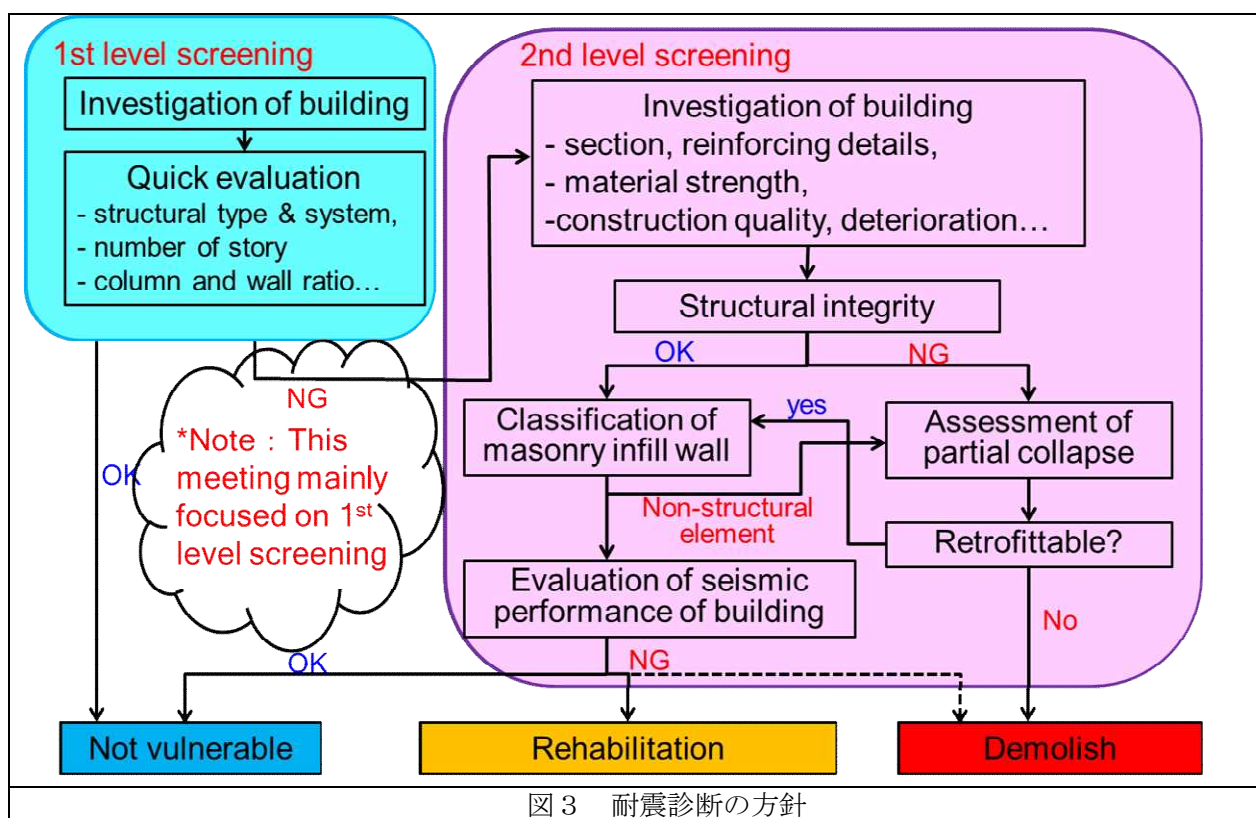 1st level screening
Investigation of building
Quick evaluation
- structural type & system,
- number of story
- column and wall ratio…
OK
NG
*Note : This
meeting mainly
focused on 1st
level screening
2nd level screening
Investigation of building
- section, reinforcing details,
- material strength,
-construction quality, deterioration…
Structural integrity
OK
NG
Classification of
masonry infill wall
yes
Assessment of
partial collapse
Non-structural
element
Retrofittable?
Evaluation of seismic
performance of building
No
OK
NG
Not vulnerable
Rehabilitation
Demolish
図３　耐震診断の方針